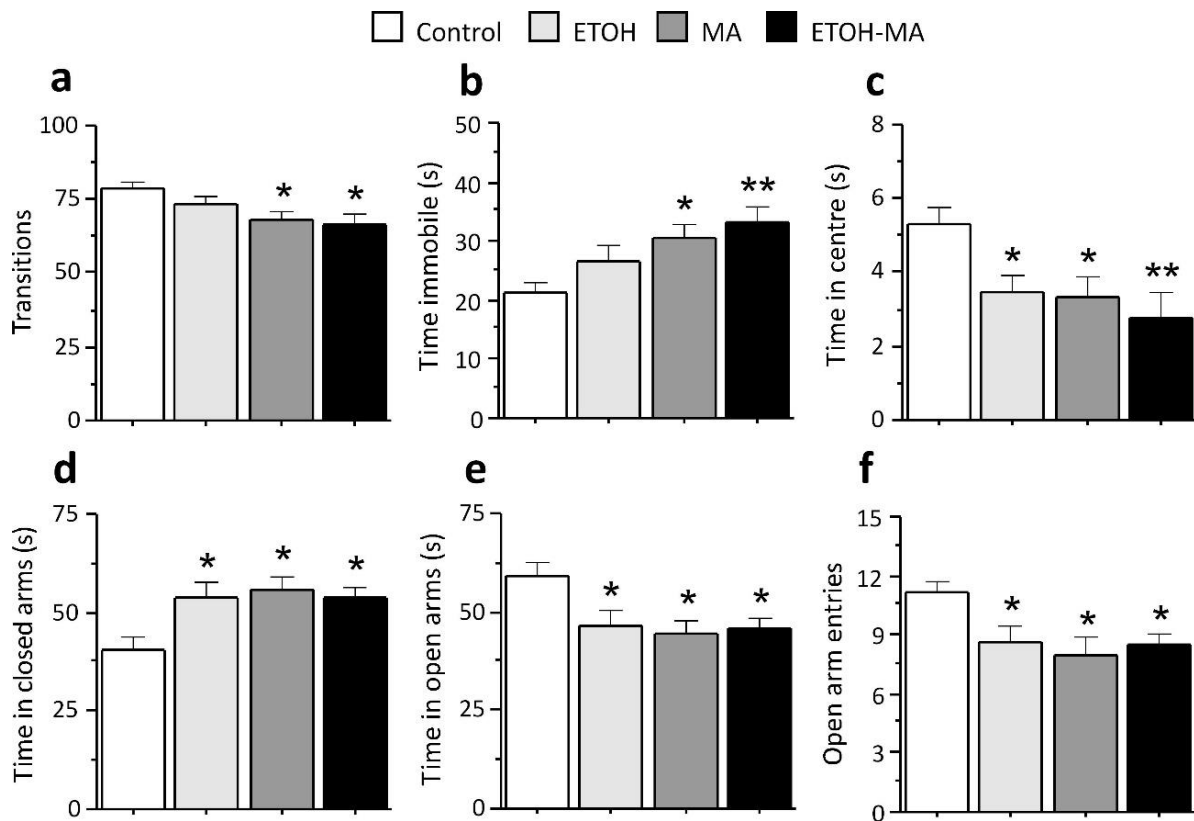 Control ETOH MA ETOH-MA
a
Transitions
100
75
50
25
0
* *
b
Time immobile (s)
50
40
30
20
10
0
* **
c
Time in centre (s)
8
6
4
2
0
* * **
d
Time in closed arms (s)
75
50
25
0
* * *
e
Time in open arms (s)
75
50
25
0
* * *
f
Open arm entries
15
12
9
6
3
0
* * *